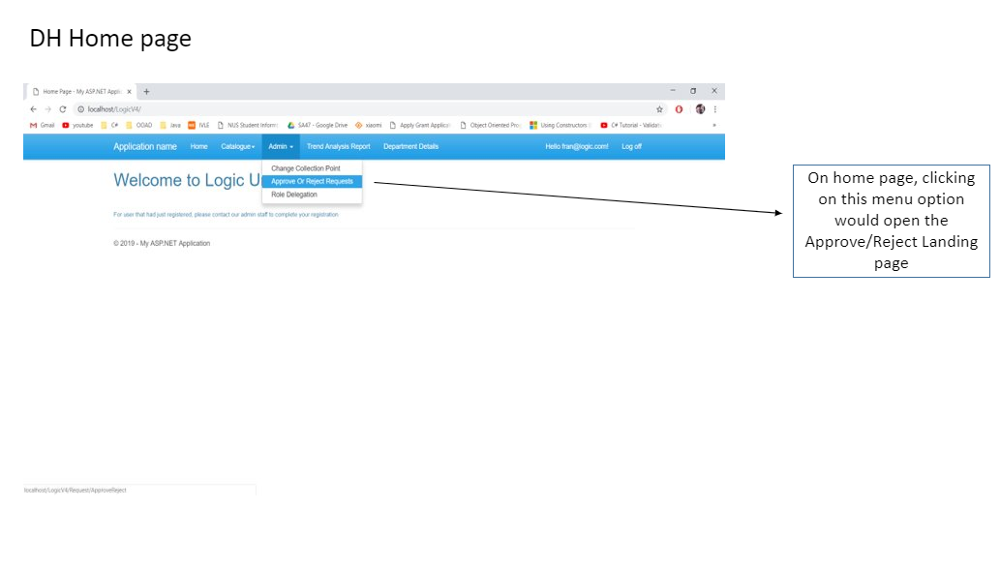 DH Home page
Home Page - My ASP.NET Applic
localhost/LogicV4/
Gmail youtube C# OOAD Java IVLE NUS Student Inform SA47 - Google Drive xiaomi Apply Grant Applicat Object Oriented Pro Using Constructors Tutorial - Validati
Application name Home Catalogue Admin Trend Analysis Report Department Details Hello fran@logic.com! Log off
Change Collection Point
Welcome to Logic U
Approve Or Reject Requests
Role Delegation
For user that had just registered, please contact our admin staff to complete your registration.
© 2019 - My ASP.NET Application
On home page, clicking
on this menu option
would open the
Approve/Reject Landing
page
localhost/LogicV4/Request/ApproveReject